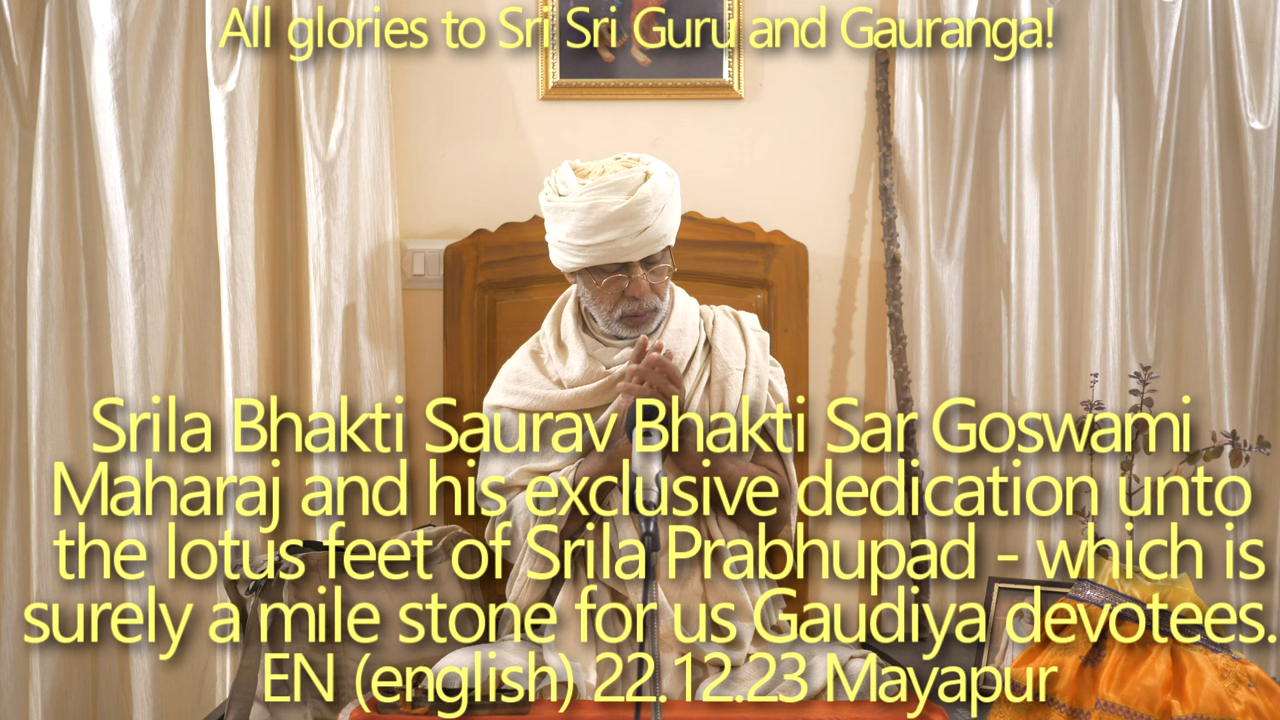 All glories to Sri Sri Guru and Gauranga!
Srila Bhakti Saurav Bhakti Sar Goswami
Maharaj and his exclusive dedication unto
the lotus feet of Srila Prabhupad - which is
surely a mile stone for us Gaudiya devotees.
EN (english) 22.12.23 Mayapur